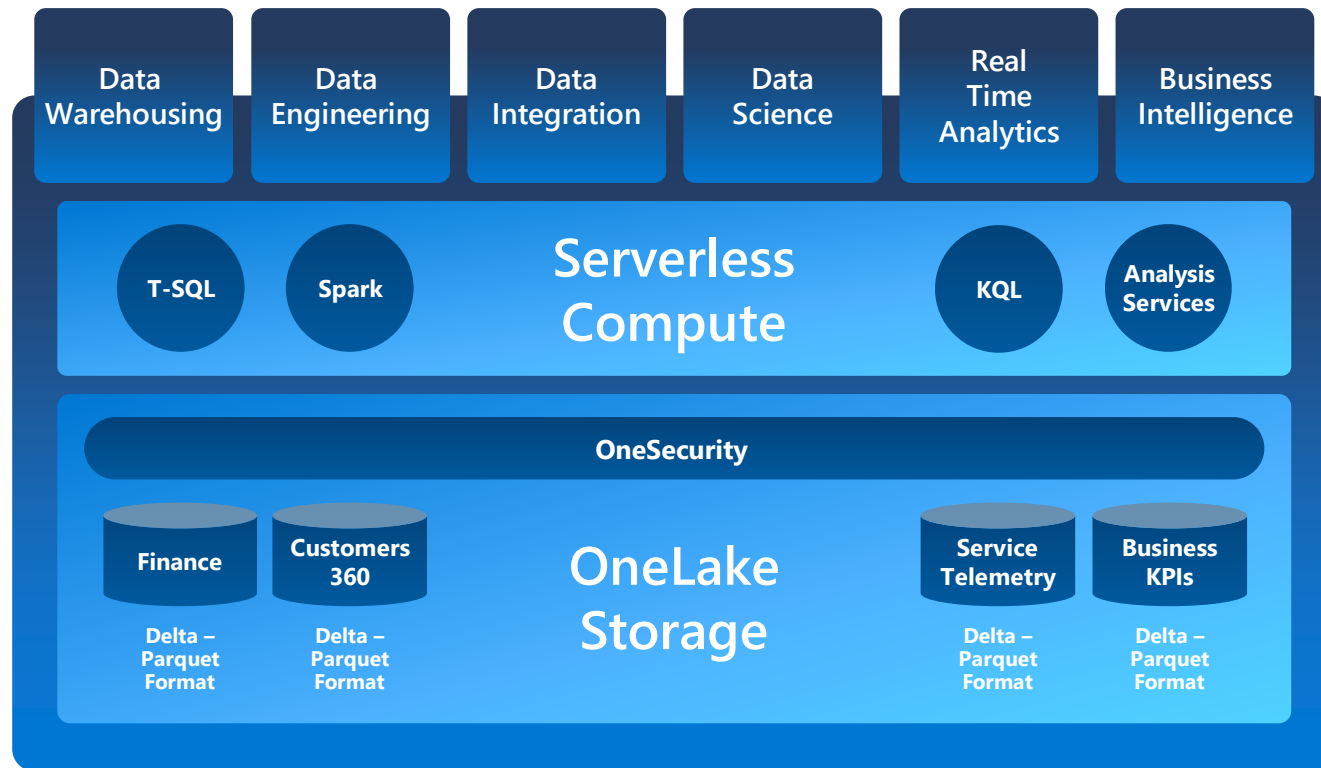 Data
Warehousing
Data
Engineering
Data
Integration
Data
Science
Real
Time
Analytics
Business
Intelligence
T-SQL
Spark
Serverless
Compute
KQL
Analysis
Services
OneSecurity
Finance
Customers
360
OneLake
Storage
Service
Telemetry
Business
KPIs
Delta –
Parquet
Format
Delta –
Parquet
Format
Delta –
Parquet
Format
Delta –
Parquet
Format